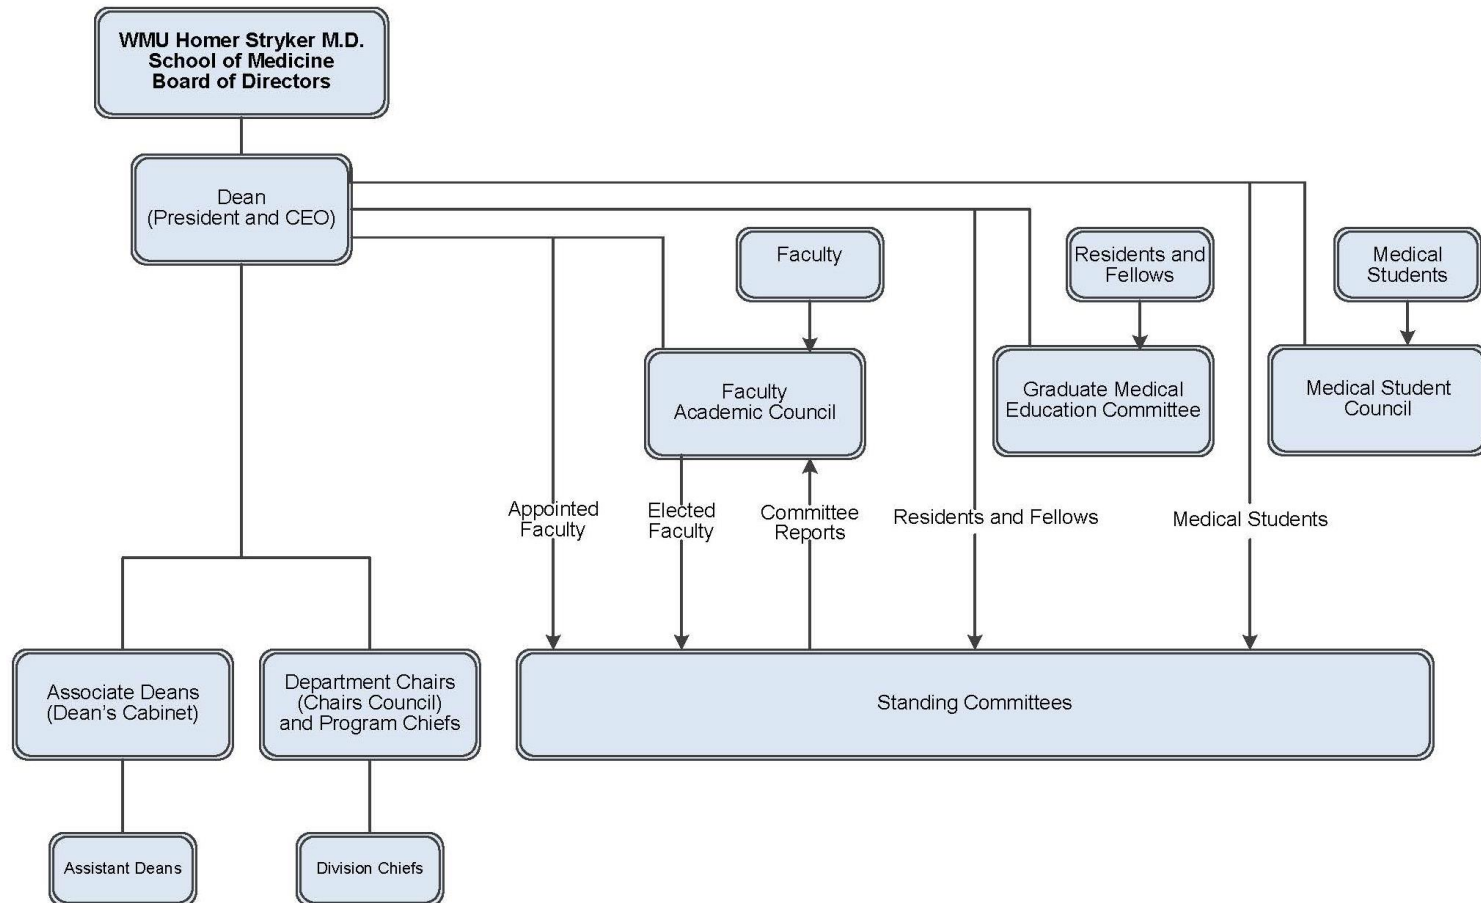 WMU Homer Stryker M.D.
School of Medicine
Board of Directors
Dean
(President and CEO)
Faculty
Residents and
Fellows
Medical
Students
Faculty
Academic Council
Graduate Medical
Education Committee
Medical Student
Council
Appointed
Faculty
Elected
Faculty
Committee
Reports
Residents and Fellows
Medical Students
Associate Deans
(Dean's Cabinet)
Department Chairs
(Chairs Council)
and Program Chiefs
Standing Committees
Assistant Deans
Division Chiefs